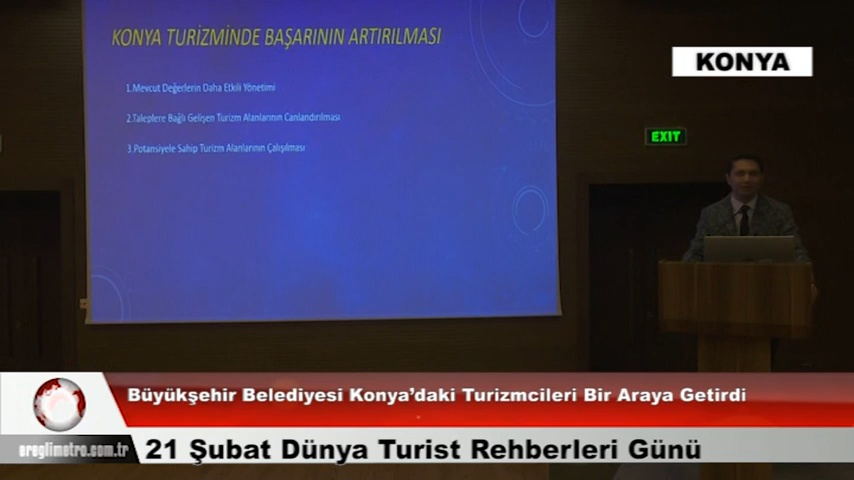 KONYA TURİZMİNDE BAŞARININ ARTIRILMASI
1.Mevcut Değerlerin Daha Etkili Yönetimi
2.Taleplere Bağlı Gelişen Turizm Alanlarının Canlandırılması
3.Potansiyele Sahip Turizm Alanlarının Çalışılması
KONYA
EXIT
Büyükşehir Belediyesi Konya’daki Turizmcileri Bir Araya Getirdi
ereglimetro.com.tr
21 Şubat Dünya Turist Rehberleri Günü